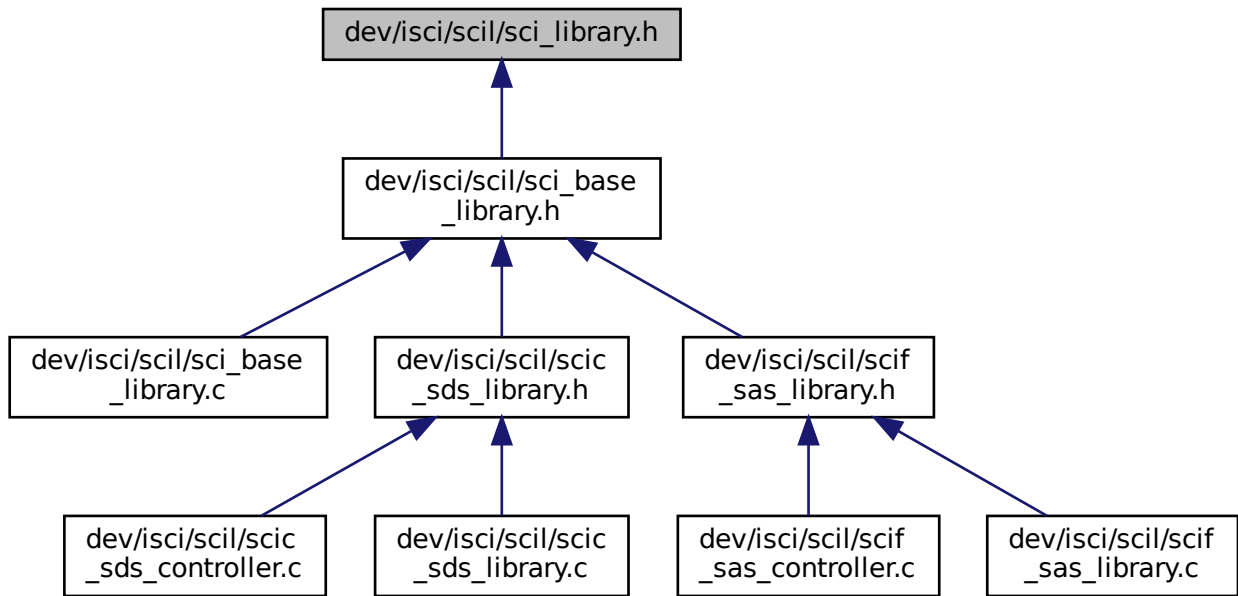 dev/isci/scil/sci_library.h
dev/isci/scil/sci_base
_library.h
dev/isci/scil/sci_base
_library.c
dev/isci/scil/scic
_sds_library.h
dev/isci/scil/scif
_sas_library.h
dev/isci/scil/scic
_sds_controller.c
dev/isci/scil/scic
_sds_library.c
dev/isci/scil/scif
_sas_controller.c
dev/isci/scil/scif
_sas_library.c